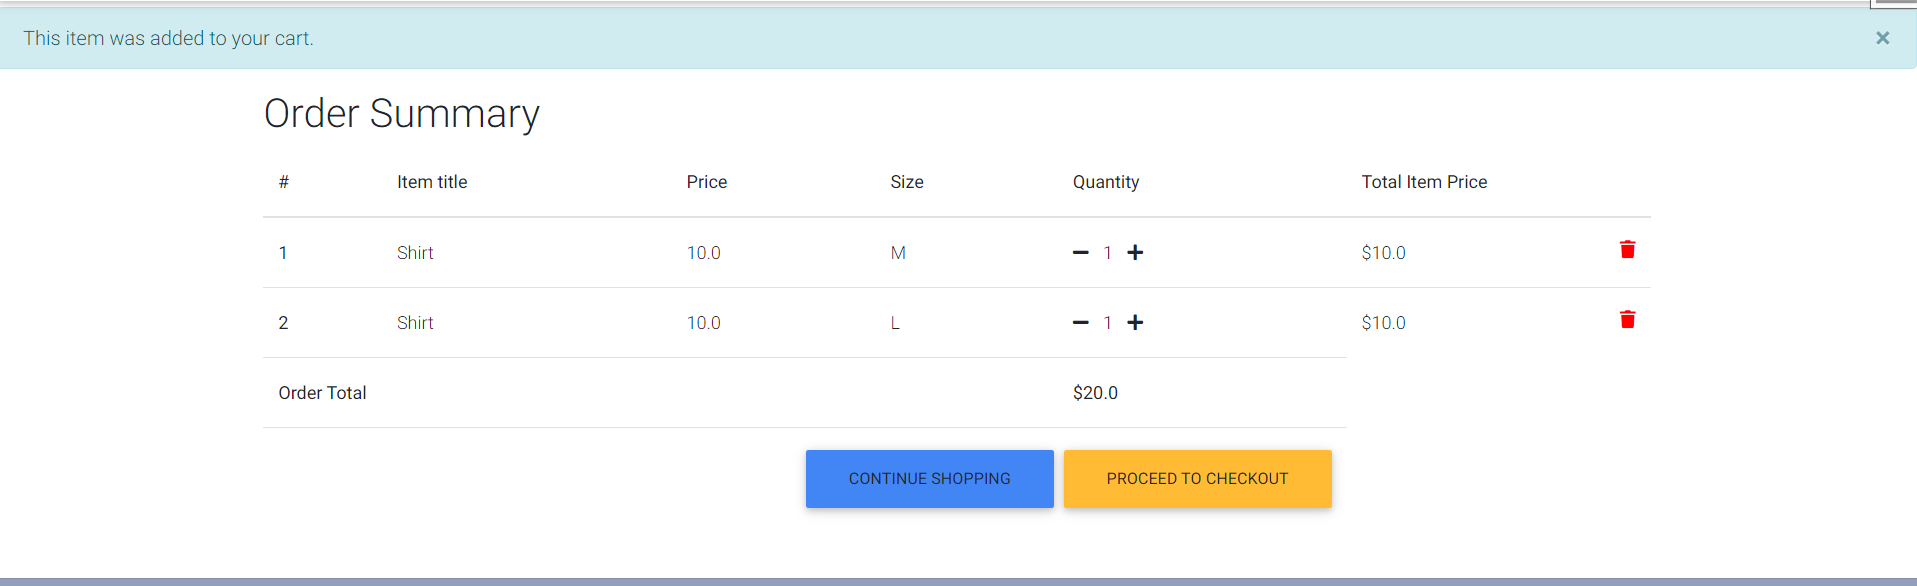 This item was added to your cart. ×
Order Summary
# Item title Price Size Quantity Total Item Price
1 Shirt 10.0 M 1 $10.0
2 Shirt 10.0 L 1 $10.0
Order Total $20.0
CONTINUE SHOPPING PROCEED TO CHECKOUT